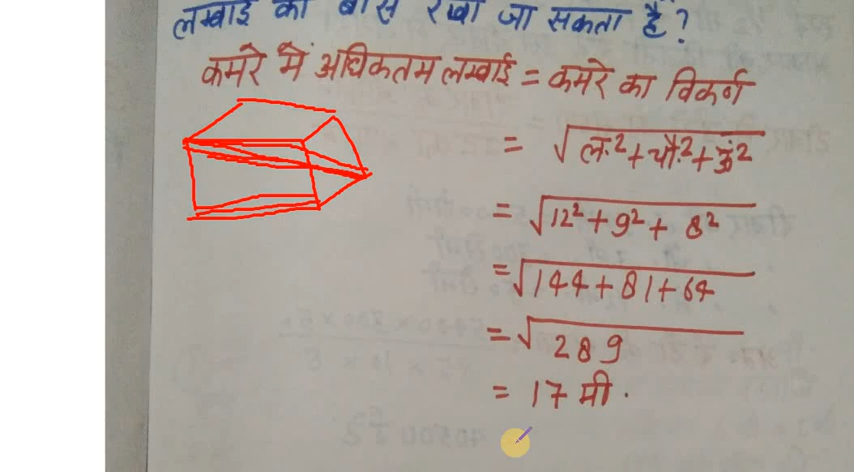 लम्बाई का बाँस रखा जा सकता है?
कमरे में अधिकतम लम्बाई = कमरे का विकर्ण
= √ल.²+चौ.²+ऊँ²
= √12²+9²+8²
= √144+81+64
= √289
= 17 मी.